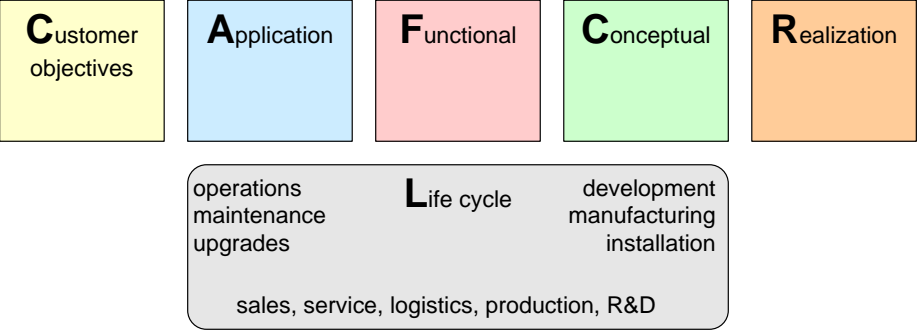 Customer
objectives
Application
Functional
Conceptual
Realization
operations
maintenance
upgrades
Life cycle
development
manufacturing
installation
sales, service, logistics, production, R&D